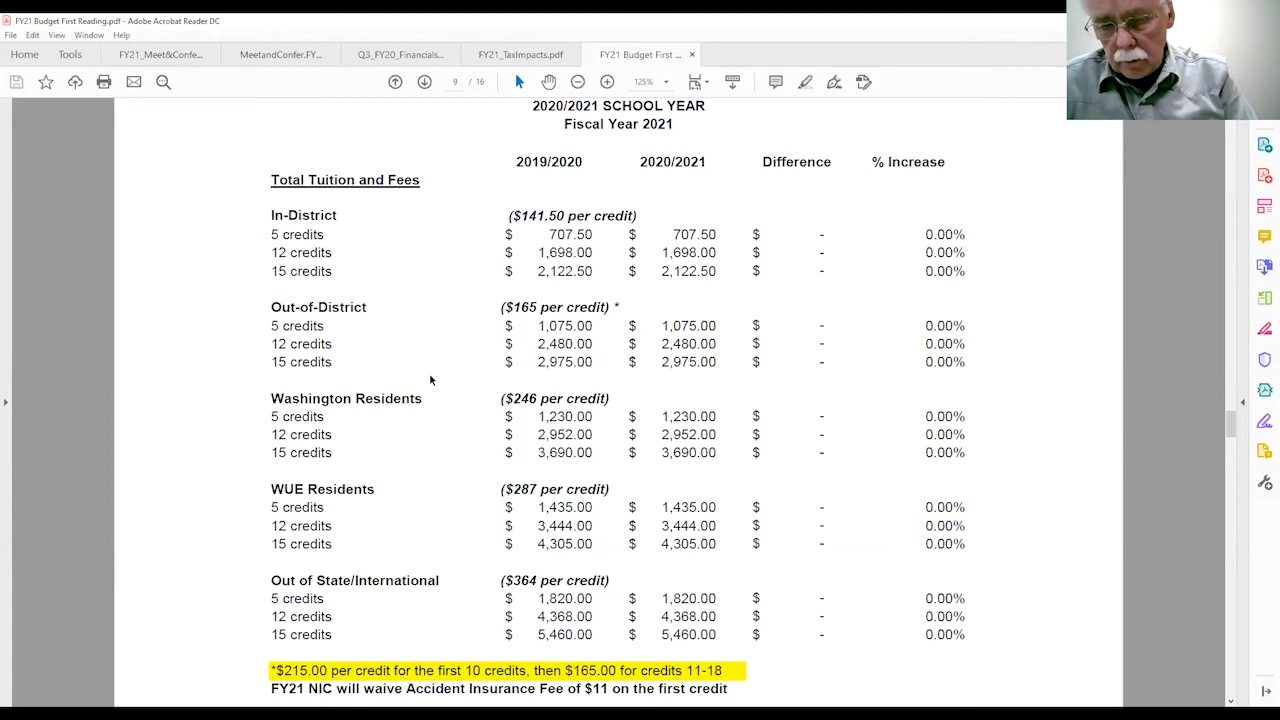 FY21 Budget First Reading.pdf - Adobe Acrobat Reader DC
File Edit View Window Help
Home Tools FY21_Meet&Confe... MeetandConfer.FY... Q3_FY20_Financials... FY21_TaxImpacts.pdf FY21 Budget First ... ×
9 / 16 125%
2020/2021 SCHOOL YEAR
Fiscal Year 2021
2019/2020 2020/2021 Difference % Increase
Total Tuition and Fees
In-District ($141.50 per credit)
5 credits $ 707.50 $ 707.50 $ - 0.00%
12 credits $ 1,698.00 $ 1,698.00 $ - 0.00%
15 credits $ 2,122.50 $ 2,122.50 $ - 0.00%
Out-of-District ($165 per credit) *
5 credits $ 1,075.00 $ 1,075.00 $ - 0.00%
12 credits $ 2,480.00 $ 2,480.00 $ - 0.00%
15 credits $ 2,975.00 $ 2,975.00 $ - 0.00%
Washington Residents ($246 per credit)
5 credits $ 1,230.00 $ 1,230.00 $ - 0.00%
12 credits $ 2,952.00 $ 2,952.00 $ - 0.00%
15 credits $ 3,690.00 $ 3,690.00 $ - 0.00%
WUE Residents ($287 per credit)
5 credits $ 1,435.00 $ 1,435.00 $ - 0.00%
12 credits $ 3,444.00 $ 3,444.00 $ - 0.00%
15 credits $ 4,305.00 $ 4,305.00 $ - 0.00%
Out of State/International ($364 per credit)
5 credits $ 1,820.00 $ 1,820.00 $ - 0.00%
12 credits $ 4,368.00 $ 4,368.00 $ - 0.00%
15 credits $ 5,460.00 $ 5,460.00 $ - 0.00%
*$215.00 per credit for the first 10 credits, then $165.00 for credits 11-18
FY21 NIC will waive Accident Insurance Fee of $11 on the first credit